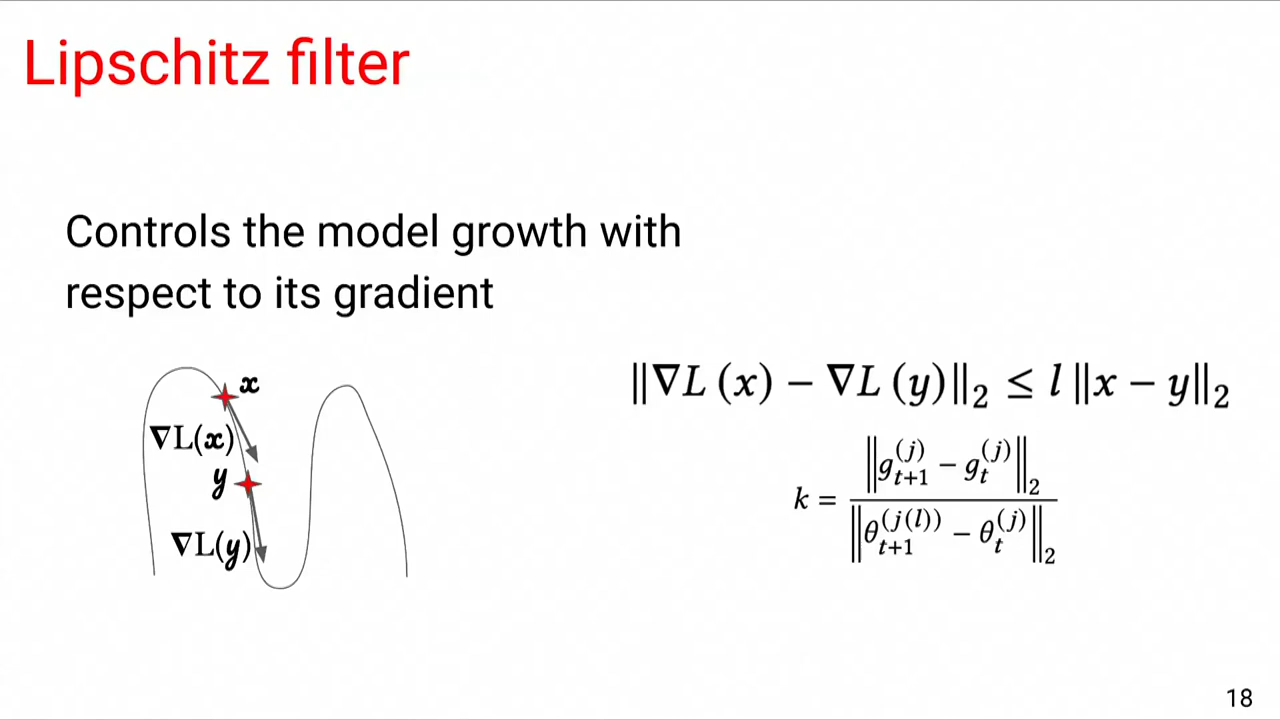 Lipschitz filter
Controls the model growth with
respect to its gradient
x
∇L(x)
y
∇L(y)
‖∇L (x) − ∇L (y)‖₂ ≤ l ‖x − y‖₂
k = ‖g_{t+1}^{(j)} − g_t^{(j)}‖₂ / ‖θ_{t+1}^{(j(l))} − θ_t^{(j)}‖₂
18